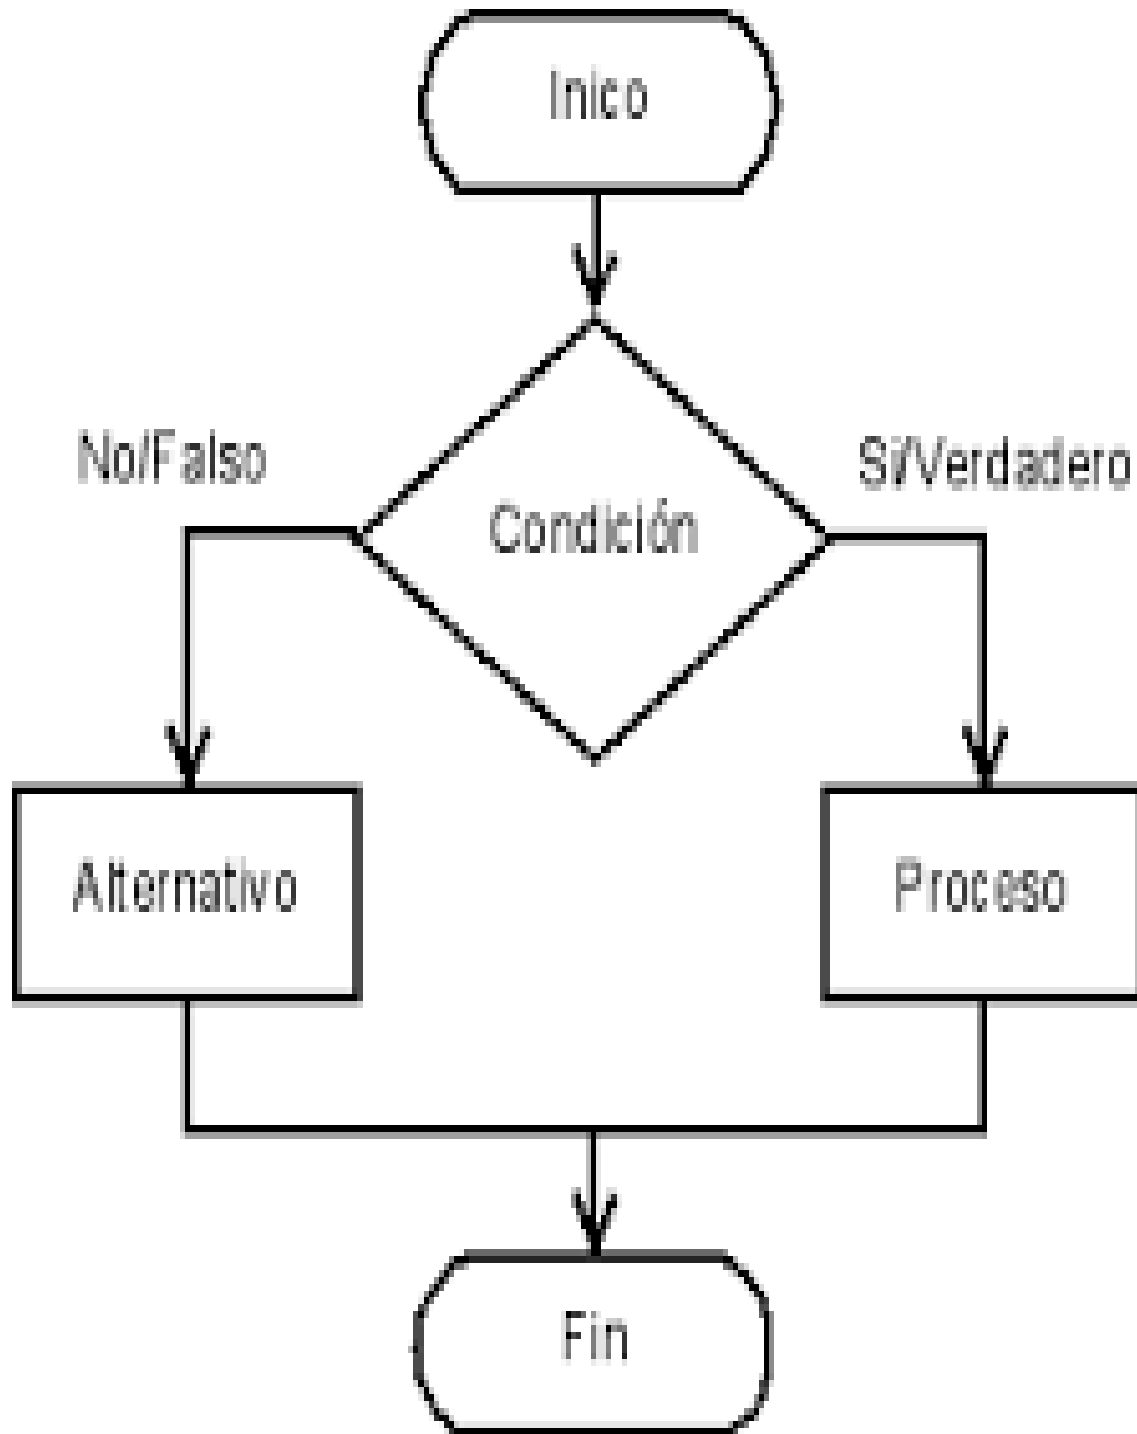 Inico
No/Falso
Si/Verdadero
Condición
Alternativo
Proceso
Fin